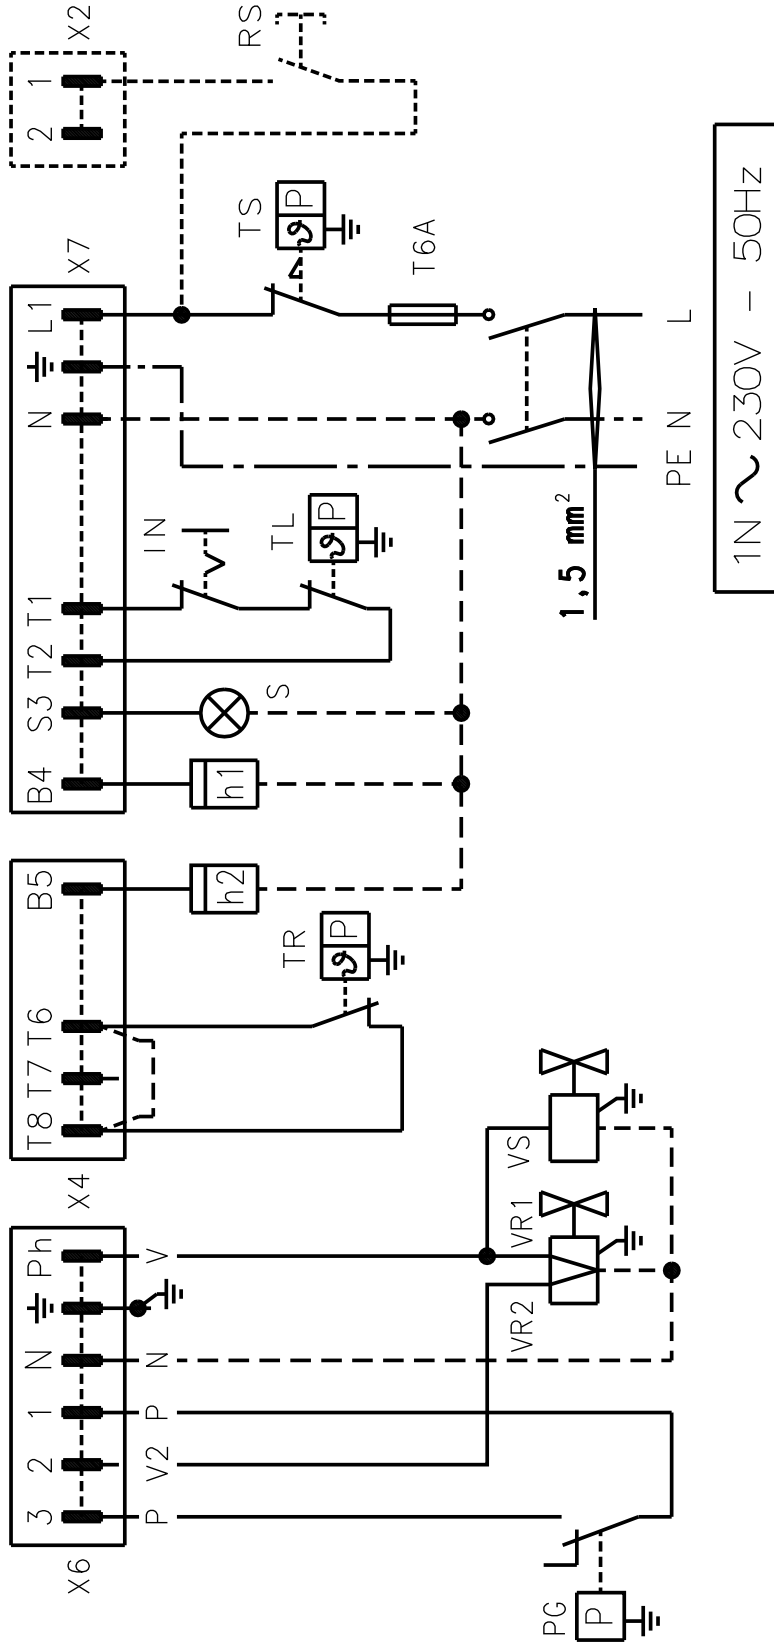 3 2 1 N Ph T8 T7 T6 B5 B4 S3 T2 T1 N L1 2 1
X6 X4 X7 X2
P V2 P N V
IN
h2 h1
TS
RS
S
TL
TR
ϑ P
ϑ P
ϑ P
T6A
VR2 VR1 VS
PG
P
1,5 mm²
PE N L
1N ~ 230V - 50Hz